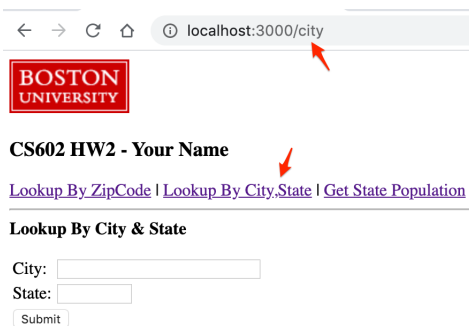 localhost:3000/city
BOSTON
UNIVERSITY
CS602 HW2 - Your Name
Lookup By ZipCode | Lookup By City,State | Get State Population
Lookup By City & State
City:
State:
Submit